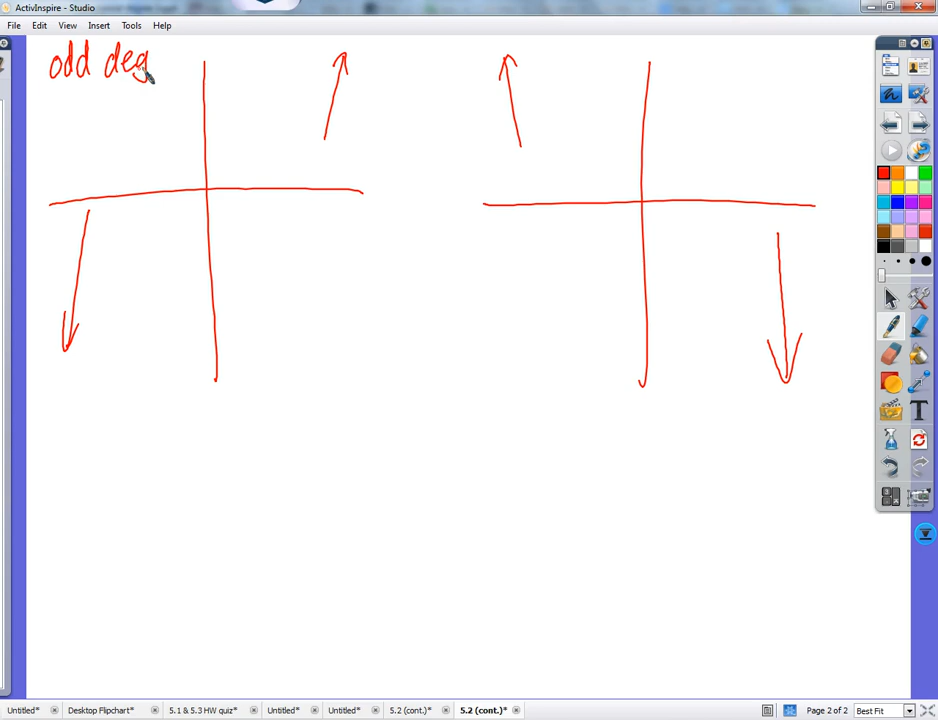 ActivInspire - Studio
File Edit View Insert Tools Help
odd deg
Untitled* Desktop Flipchart* 5.1 & 5.3 HW quiz* Untitled* Untitled* 5.2 (cont.)* 5.2 (cont.)* Page 2 of 2 Best Fit